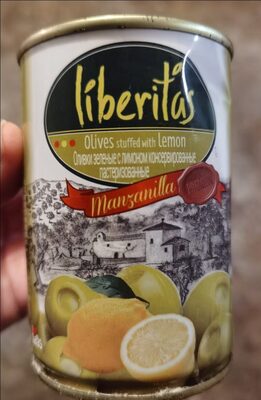 liberitas
Olives stuffed with Lemon
Оливки зеленые с лимоном консервированные
пастеризованные
Manzanilla